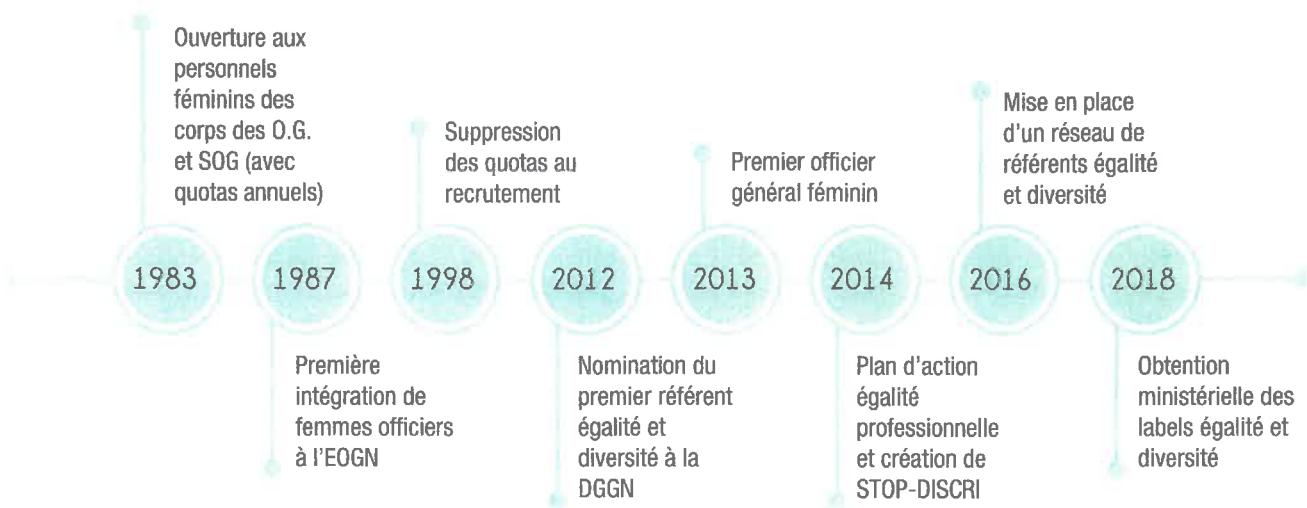 Ouverture aux
personnels
féminins des
corps des O.G.
et SOG (avec
quotas annuels)
Suppression
des quotas au
recrutement
Premier officier
général féminin
Mise en place
d'un réseau de
référents égalité
et diversité
1983
1987
1998
2012
2013
2014
2016
2018
Première
intégration de
femmes officiers
à l'EOGN
Nomination du
premier référent
égalité et
diversité à la
DGGN
Plan d'action
égalité
professionnelle
et création de
STOP-DISCRI
Obtention
ministérielle des
labels égalité et
diversité